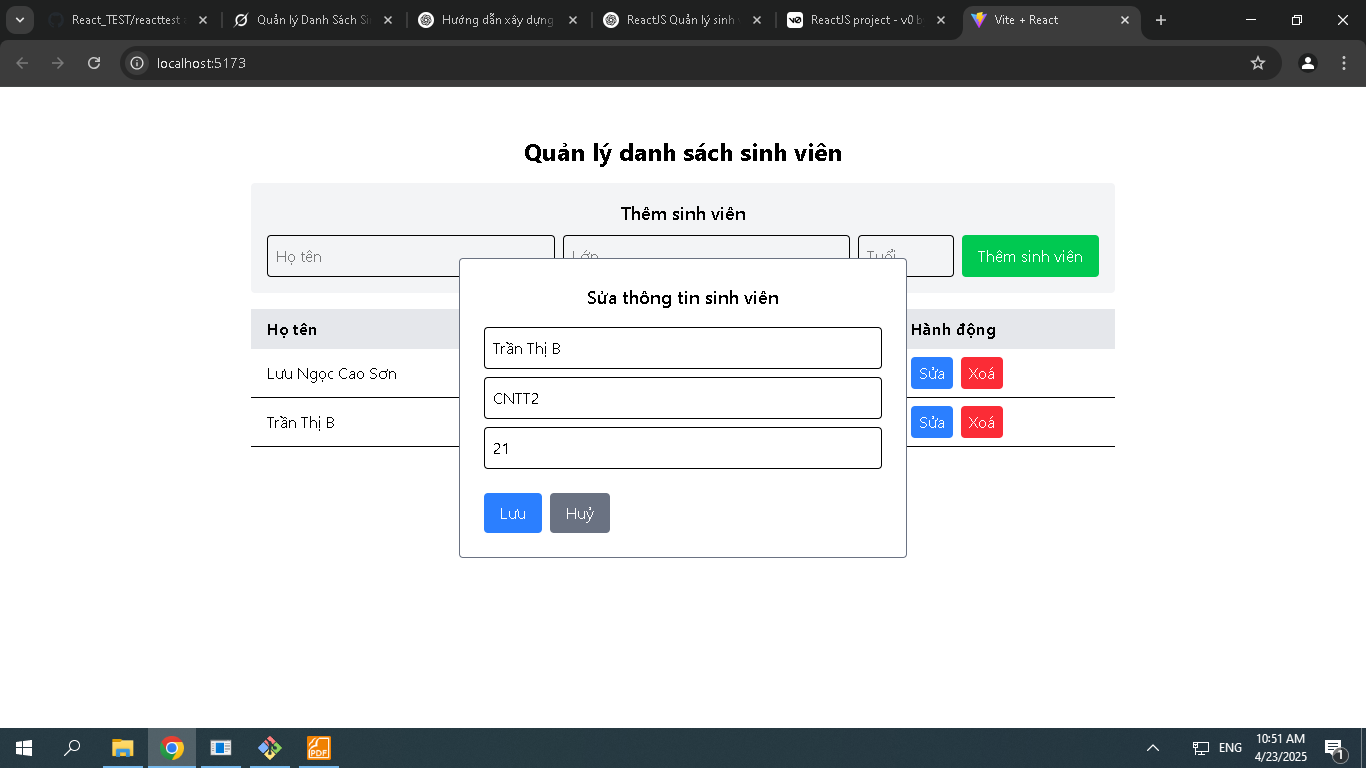 React_TEST/reacttest
Quản lý Danh Sách Si
Hướng dẫn xây dựng
ReactJS Quản lý sinh
ReactJS project - v0 b
Vite + React
localhost:5173
Quản lý danh sách sinh viên
Thêm sinh viên
Họ tên
Lớp
Tuổi
Thêm sinh viên
Sửa thông tin sinh viên
Trần Thị B
CNTT2
21
Lưu
Huỷ
Họ tên
Hành động
Lưu Ngọc Cao Sơn
Sửa
Xoá
Trần Thị B
Sửa
Xoá
PDF
ENG
10:51 AM
4/23/2025
1